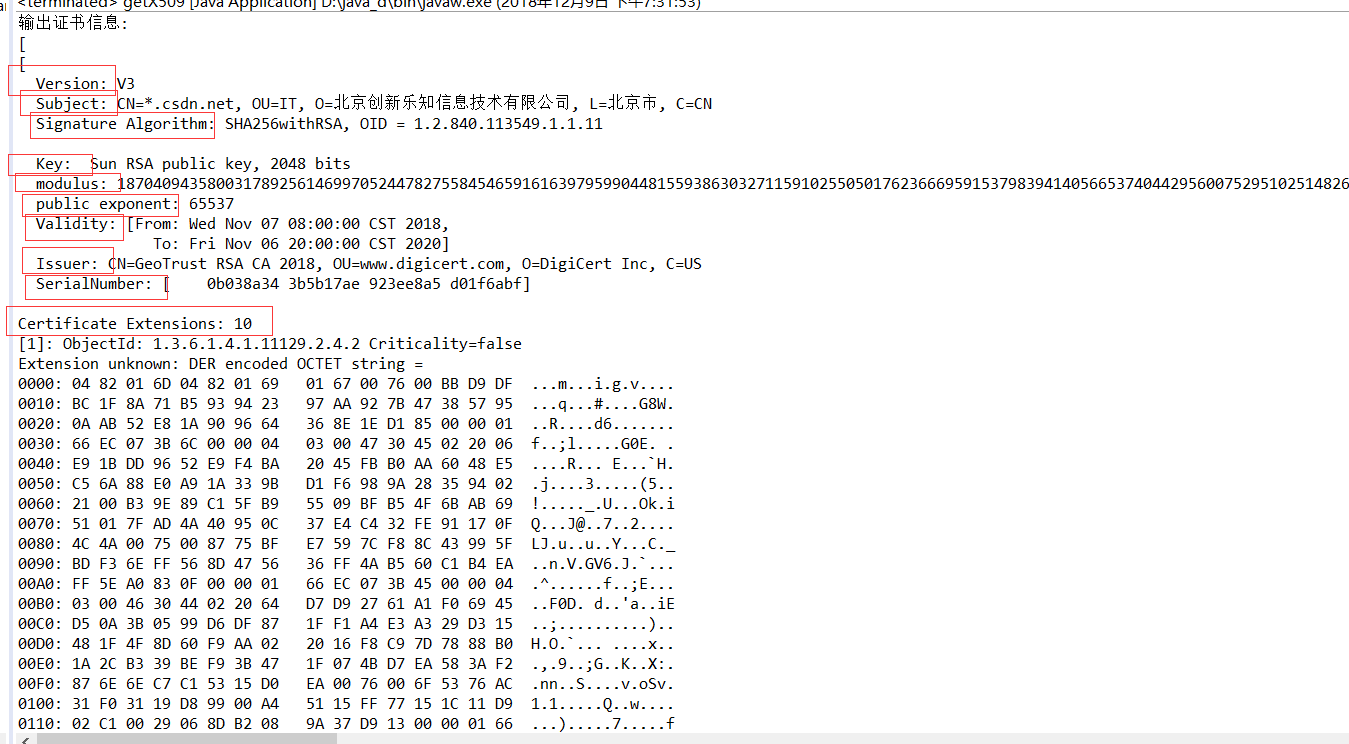 <terminated> getX509 [Java Application] D:\java_d\bin\javaw.exe (2018年12月9日 下午7:31:53)
输出证书信息:
[
[
Version: V3
Subject: CN=*.csdn.net, OU=IT, O=北京创新乐知信息技术有限公司, L=北京市, C=CN
Signature Algorithm: SHA256withRSA, OID = 1.2.840.113549.1.1.11
Key: Sun RSA public key, 2048 bits
modulus: 18704094358003178925614699705244782755845465916163979599044815593863032711591025505017623666959153798394140566537404429560075295102514826
public exponent: 65537
Validity: [From: Wed Nov 07 08:00:00 CST 2018,
To: Fri Nov 06 20:00:00 CST 2020]
Issuer: CN=GeoTrust RSA CA 2018, OU=www.digicert.com, O=DigiCert Inc, C=US
SerialNumber: [    0b038a34 3b5b17ae 923ee8a5 d01f6abf]
Certificate Extensions: 10
[1]: ObjectId: 1.3.6.1.4.1.11129.2.4.2 Criticality=false
Extension unknown: DER encoded OCTET string =
0000: 04 82 01 6D 04 82 01 69   01 67 00 76 00 BB D9 DF  ...m...i.g.v....
0010: BC 1F 8A 71 B5 93 94 23   97 AA 92 7B 47 38 57 95  ...q...#....G8W.
0020: 0A AB 52 E8 1A 90 96 64   36 8E 1E D1 85 00 00 01  ..R....d6.......
0030: 66 EC 07 3B 6C 00 00 04   03 00 47 30 45 02 20 06  f..;l.....G0E. .
0040: E9 1B DD 96 52 E9 F4 BA   20 45 FB B0 AA 60 48 E5  ....R... E...`H.
0050: C5 6A 88 E0 A9 1A 33 9B   D1 F6 98 9A 28 35 94 02  .j....3.....(5..
0060: 21 00 B3 9E 89 C1 5F B9   55 09 BF B5 4F 6B AB 69  !....._.U...Ok.i
0070: 51 01 7F AD 4A 40 95 0C   37 E4 C4 32 FE 91 17 0F  Q...J@..7..2....
0080: 4C 4A 00 75 00 87 75 BF   E7 59 7C F8 8C 43 99 5F  LJ.u..u..Y...C._
0090: BD F3 6E FF 56 8D 47 56   36 FF 4A B5 60 C1 B4 EA  ..n.V.GV6.J.`...
00A0: FF 5E A0 83 0F 00 00 01   66 EC 07 3B 45 00 00 04  .^......f..;E...
00B0: 03 00 46 30 44 02 20 64   D7 D9 27 61 A1 F0 69 45  ..F0D. d..'a..iE
00C0: D5 0A 3B 05 99 D6 DF 87   1F F1 A4 E3 A3 29 D3 15  ..;..........)..
00D0: 48 1F 4F 8D 60 F9 AA 02   20 16 F8 C9 7D 78 88 B0  H.O.`... ....x..
00E0: 1A 2C B3 39 BE F9 3B 47   1F 07 4B D7 EA 58 3A F2  .,.9..;G..K..X:.
00F0: 87 6E 6E C7 C1 53 15 D0   EA 00 76 00 6F 53 76 AC  .nn..S....v.oSv.
0100: 31 F0 31 19 D8 99 00 A4   51 15 FF 77 15 1C 11 D9  1.1.....Q..w....
0110: 02 C1 00 29 06 8D B2 08   9A 37 D9 13 00 00 01 66  ...).....7.....f